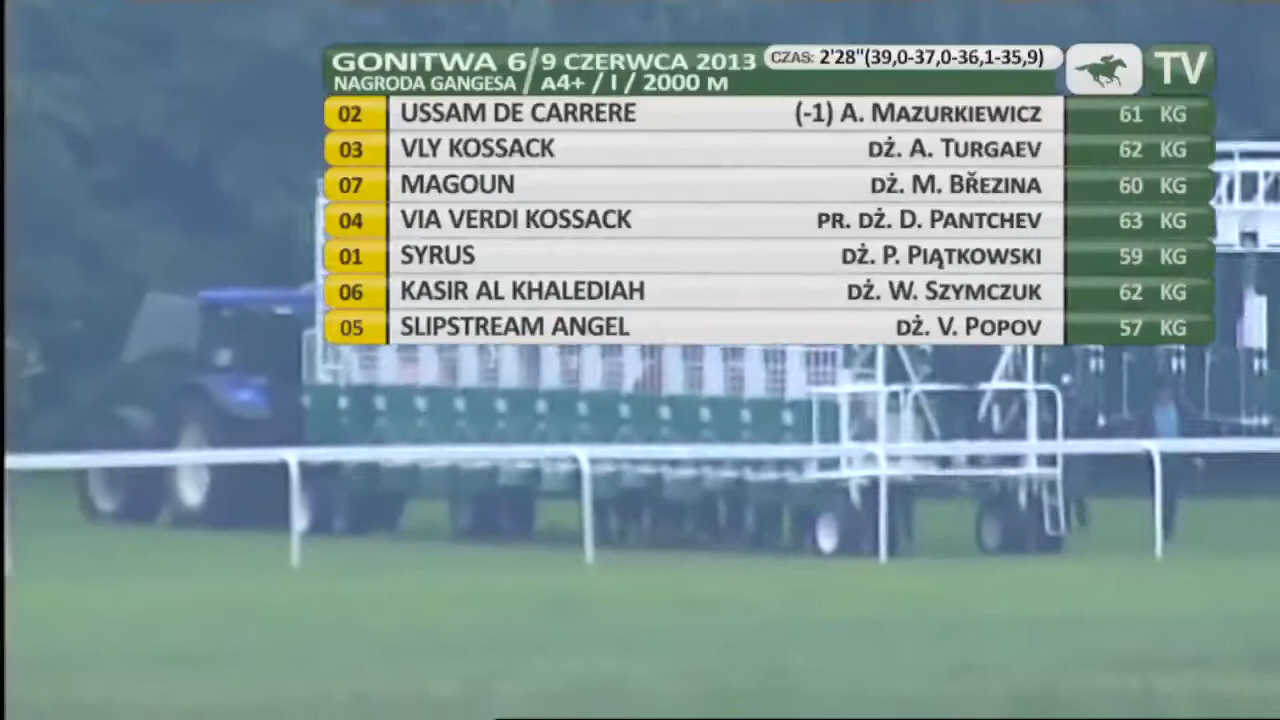 GONITWA 6/9 CZERWCA 2013 CZAS: 2'28"(39,0-37,0-36,1-35,9) TV
NAGRODA GANGESA / A4+ / I / 2000 M
02 USSAM DE CARRERE (-1) A. MAZURKIEWICZ 61 KG
03 VLY KOSSACK DŻ. A. TURGAEV 62 KG
07 MAGOUN DŻ. M. BŘEZINA 60 KG
04 VIA VERDI KOSSACK PR. DŻ. D. PANTCHEV 63 KG
01 SYRUS DŻ. P. PIĄTKOWSKI 59 KG
06 KASIR AL KHALEDIAH DŻ. W. SZYMCZUK 62 KG
05 SLIPSTREAM ANGEL DŻ. V. POPOV 57 KG